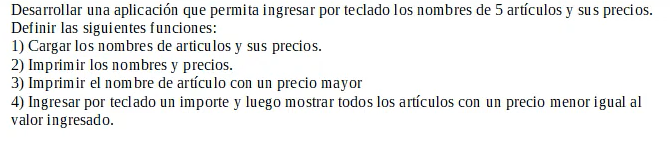 Desarrollar una aplicación que permita ingresar por teclado los nombres de 5 artículos y sus precios.
Definir las siguientes funciones:
1) Cargar los nombres de articulos y sus precios.
2) Imprimir los nombres y precios.
3) Imprimir el nombre de artículo con un precio mayor
4) Ingresar por teclado un importe y luego mostrar todos los artículos con un precio menor igual al
valor ingresado.